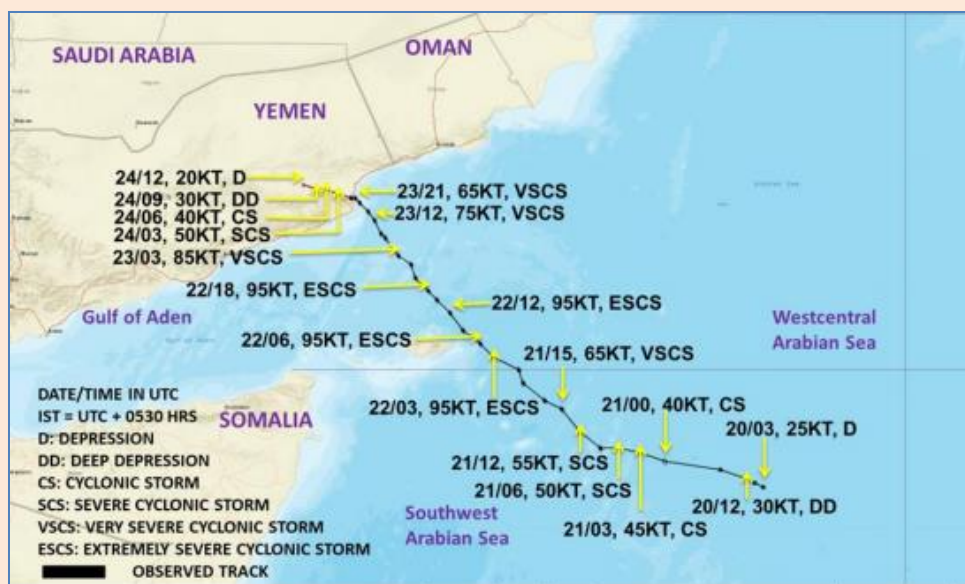 SAUDI ARABIA
OMAN
YEMEN
24/12, 20KT, D
24/09, 30KT, DD
24/06, 40KT, CS
24/03, 50KT, SCS
23/03, 85KT, VSCS
23/21, 65KT, VSCS
23/12, 75KT, VSCS
22/18, 95KT, ESCS
22/12, 95KT, ESCS
Gulf of Aden
Westcentral
Arabian Sea
22/06, 95KT, ESCS
21/15, 65KT, VSCS
22/03, 95KT, ESCS
21/00, 40KT, CS
20/03, 25KT, D
SOMALIA
21/12, 55KT, SCS
21/06, 50KT, SCS
20/12, 30KT, DD
21/03, 45KT, CS
Southwest
Arabian Sea
DATE/TIME IN UTC
IST = UTC + 0530 HRS
D: DEPRESSION
DD: DEEP DEPRESSION
CS: CYCLONIC STORM
SCS: SEVERE CYCLONIC STORM
VSCS: VERY SEVERE CYCLONIC STORM
ESCS: EXTREMELY SEVERE CYCLONIC STORM
OBSERVED TRACK